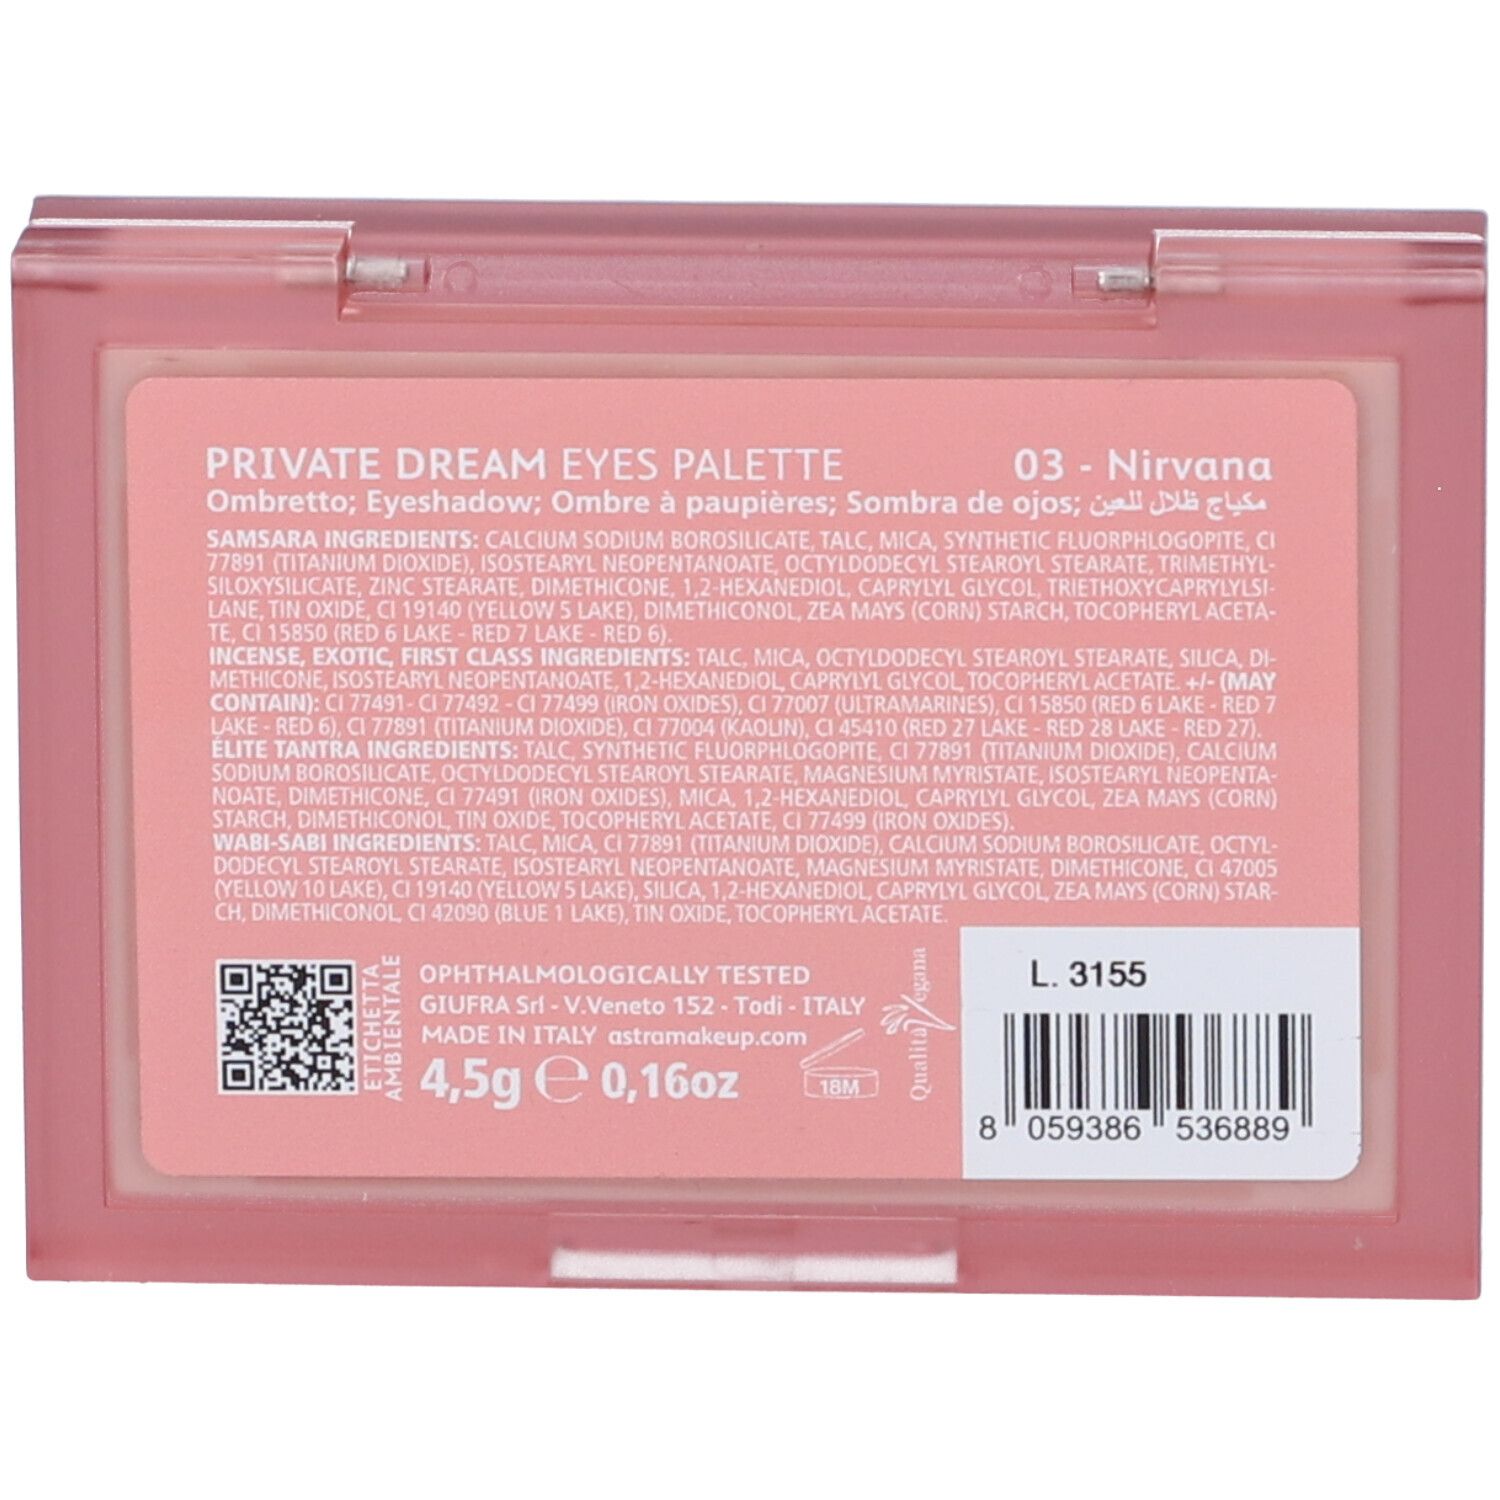 PRIVATE DREAM EYES PALETTE 03 - Nirvana
Ombretto; Eyeshadow; Ombre à paupières; Sombra de ojos; مكياج ظلال للعين
SAMSARA INGREDIENTS: CALCIUM SODIUM BOROSILICATE, TALC, MICA, SYNTHETIC FLUORPHLOGOPITE, CI
77891 (TITANIUM DIOXIDE), ISOSTEARYL NEOPENTANOATE, OCTYLDODECYL STEAROYL STEARATE, TRIMETHYL-
SILOXYSILICATE, ZINC STEARATE, DIMETHICONE, 1,2-HEXANEDIOL, CAPRYLYL GLYCOL, TRIETHOXYCAPRYLYLSI-
LANE, TIN OXIDE, CI 19140 (YELLOW 5 LAKE), DIMETHICONOL, ZEA MAYS (CORN) STARCH, TOCOPHERYL ACETA-
TE, CI 15850 (RED 6 LAKE - RED 7 LAKE - RED 6).
INCENSE, EXOTIC, FIRST CLASS INGREDIENTS: TALC, MICA, OCTYLDODECYL STEAROYL STEARATE, SILICA, DI-
METHICONE, ISOSTEARYL NEOPENTANOATE, 1,2-HEXANEDIOL, CAPRYLYL GLYCOL, TOCOPHERYL ACETATE. +/- (MAY
CONTAIN): CI 77491- CI 77492 - CI 77499 (IRON OXIDES), CI 77007 (ULTRAMARINES), CI 15850 (RED 6 LAKE - RED 7
LAKE - RED 6), CI 77891 (TITANIUM DIOXIDE), CI 77004 (KAOLIN), CI 45410 (RED 27 LAKE - RED 28 LAKE - RED 27).
ÉLITE TANTRA INGREDIENTS: TALC, SYNTHETIC FLUORPHLOGOPITE, CI 77891 (TITANIUM DIOXIDE), CALCIUM
SODIUM BOROSILICATE, OCTYLDODECYL STEAROYL STEARATE, MAGNESIUM MYRISTATE, ISOSTEARYL NEOPENTA-
NOATE, DIMETHICONE, CI 77491 (IRON OXIDES), MICA, 1,2-HEXANEDIOL, CAPRYLYL GLYCOL, ZEA MAYS (CORN)
STARCH, DIMETHICONOL, TIN OXIDE, TOCOPHERYL ACETATE, CI 77499 (IRON OXIDES).
WABI-SABI INGREDIENTS: TALC, MICA, CI 77891 (TITANIUM DIOXIDE), CALCIUM SODIUM BOROSILICATE, OCTYL-
DODECYL STEAROYL STEARATE, ISOSTEARYL NEOPENTANOATE, MAGNESIUM MYRISTATE, DIMETHICONE, CI 47005
(YELLOW 10 LAKE), CI 19140 (YELLOW 5 LAKE), SILICA, 1,2-HEXANEDIOL, CAPRYLYL GLYCOL, ZEA MAYS (CORN) STAR-
CH, DIMETHICONOL, CI 42090 (BLUE 1 LAKE), TIN OXIDE, TOCOPHERYL ACETATE.
ETICHETTA
AMBIENTALE
OPHTHALMOLOGICALLY TESTED
GIUFRA Srl - V.Veneto 152 - Todi - ITALY
MADE IN ITALY astramakeup.com
4,5g e 0,16oz
18M
Qualità Vegana
L. 3155
8 059386 536889